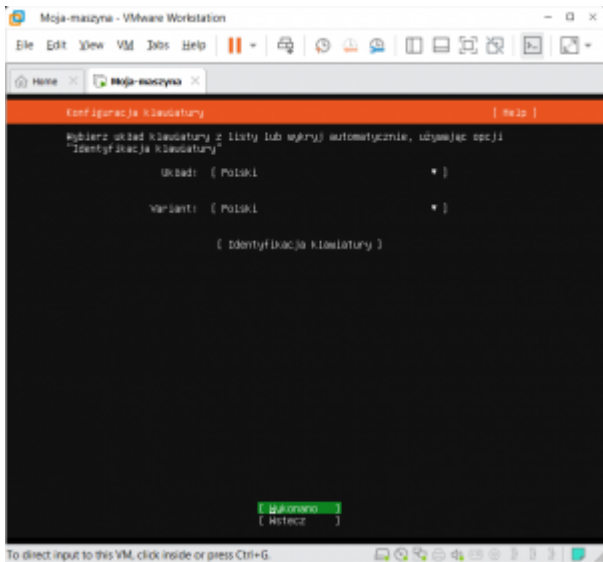 Moja-maszyna - VMware Workstation
File Edit View VM Tabs Help
Home Moja-maszyna
Konfiguracja klawiatury [ Help ]
Wybierz układ klawiatury z listy lub wykryj automatycznie, używając opcji
"Identyfikacja klawiatury"
Układ: [ Polski ▾ ]
Variant: [ Polski ▾ ]
[ Identyfikacja klawiatury ]
[ Wykonano ]
[ Wstecz ]
To direct input to this VM, click inside or press Ctrl+G.